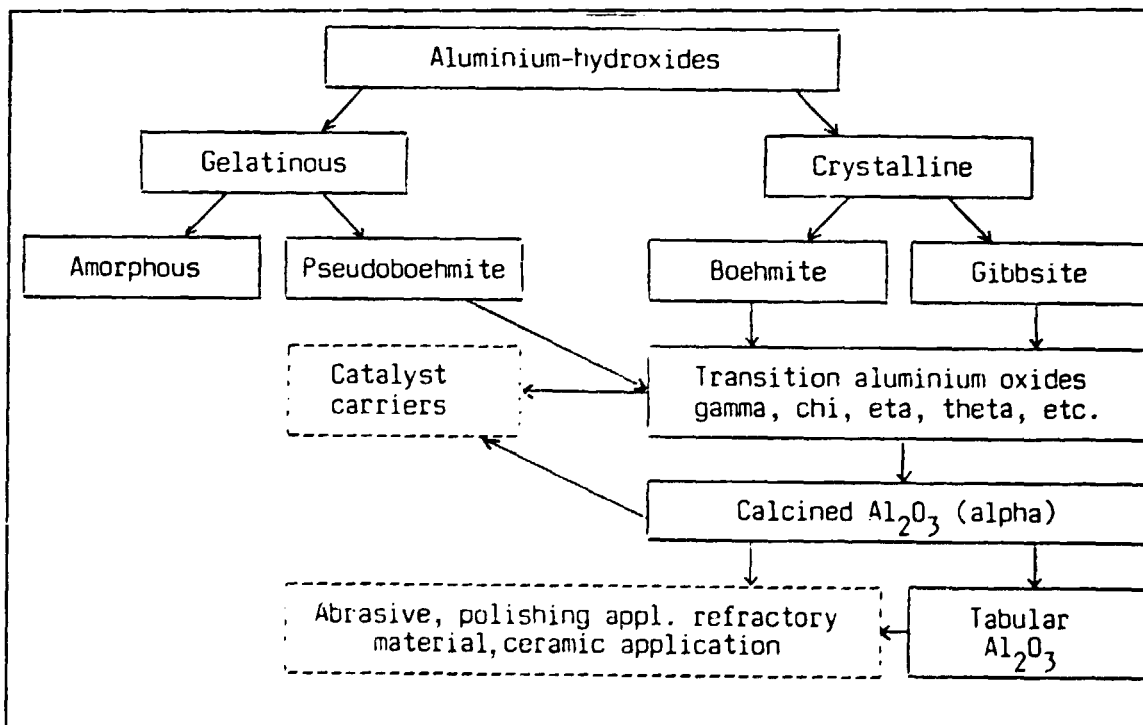 Aluminium-hydroxides
Gelatinous
Crystalline
Amorphous
Pseudoboehmite
Boehmite
Gibbsite
Catalyst
carriers
Transition aluminium oxides
gamma, chi, eta, theta, etc.
Calcined Al₂O₃ (alpha)
Abrasive, polishing appl. refractory
material, ceramic application
Tabular
Al₂O₃